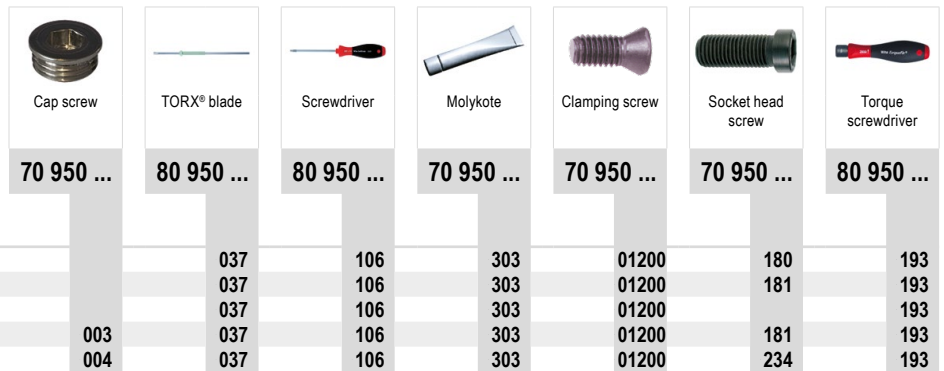 Cap screw
TORX® blade
Screwdriver
Molykote
Clamping screw
Socket head
screw
Torque
screwdriver
70 950 ... 80 950 ... 80 950 ... 70 950 ... 70 950 ... 70 950 ... 80 950 ...
037 106 303 01200 180 193
037 106 303 01200 181 193
037 106 303 01200 193
003 037 106 303 01200 181 193
004 037 106 303 01200 234 193